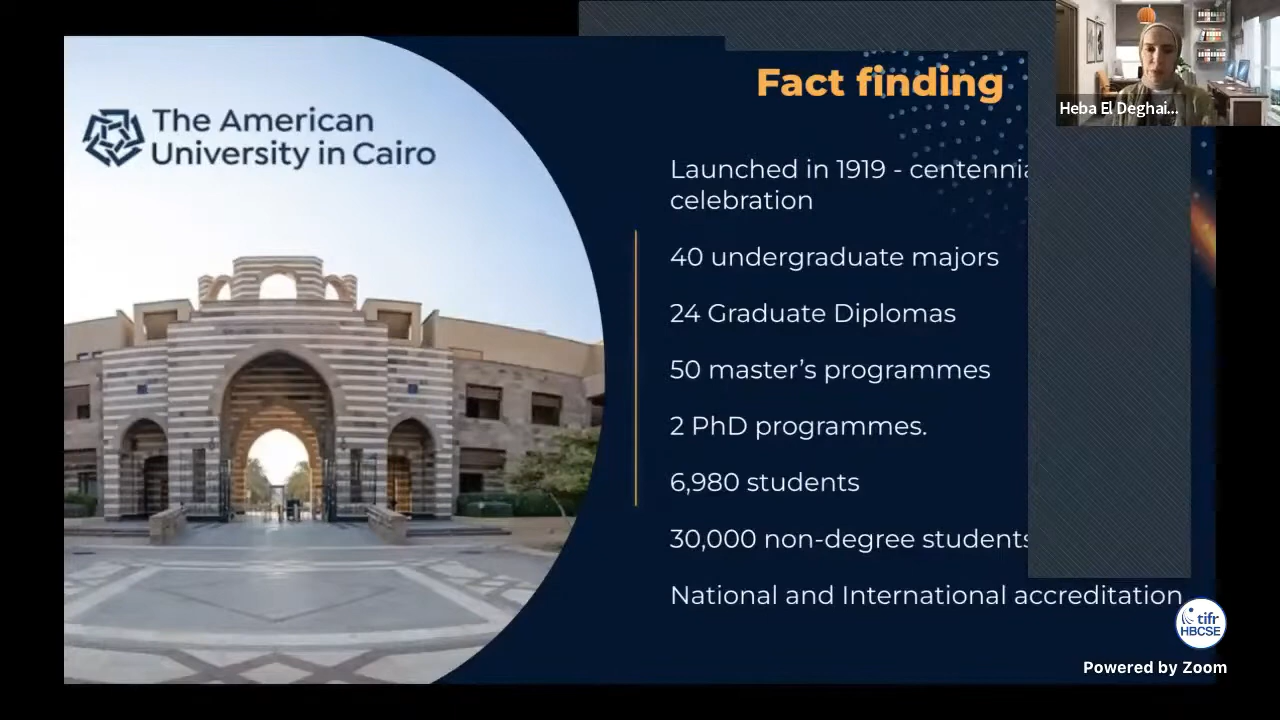 The American
University in Cairo
Fact finding
Heba El Deghai...
Launched in 1919 - centennia
celebration
40 undergraduate majors
24 Graduate Diplomas
50 master’s programmes
2 PhD programmes.
6,980 students
30,000 non-degree students
National and International accreditation
tifr
HBCSE
Powered by Zoom